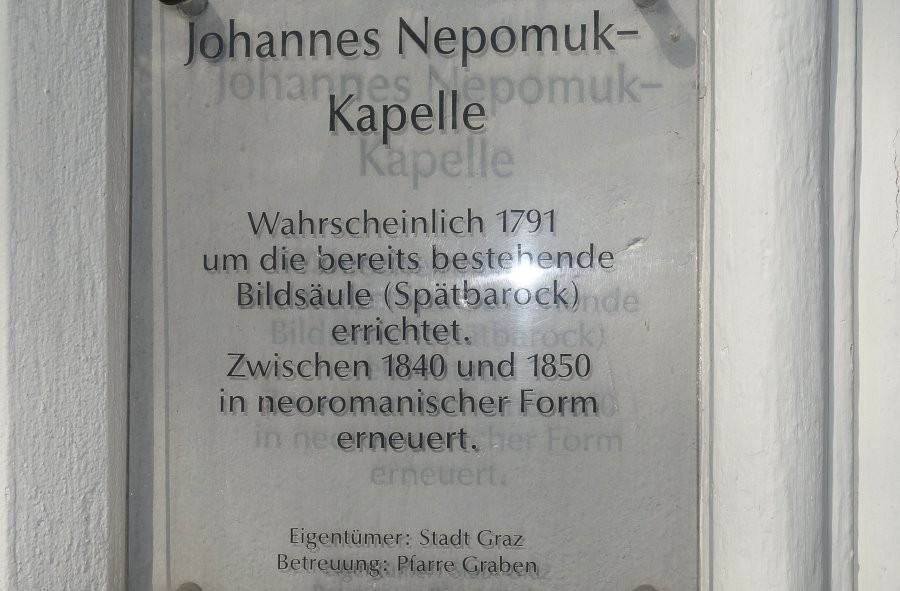 Johannes Nepomuk-
Kapelle
Wahrscheinlich 1791
um die bereits bestehende
Bildsäule (Spätbarock)
errichtet.
Zwischen 1840 und 1850
in neoromanischer Form
erneuert.
Eigentümer: Stadt Graz
Betreuung: Pfarre Graben